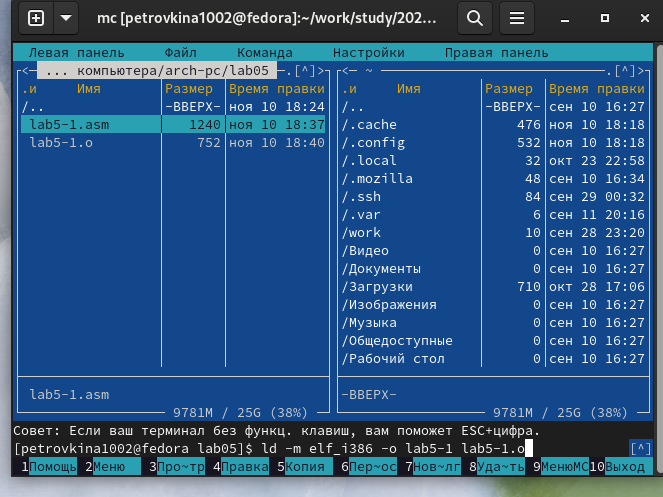 mc [petrovkina1002@fedora]:~/work/study/202...
Левая панель Файл Команда Настройки Правая панель
<— ... компьютера/arch-pc/lab05 —.[^]> <— ~ —.[^]>
.и Имя Размер Время правки .и Имя Размер Время правки
/.. -ВВЕРХ- ноя 10 18:24 /.. -ВВЕРХ- сен 10 16:27
lab5-1.asm 1240 ноя 10 18:37 /.cache 476 ноя 10 18:18
lab5-1.o 752 ноя 10 18:40 /.config 532 ноя 10 18:18
/.local 32 окт 23 22:58
/.mozilla 48 сен 10 16:34
/.ssh 84 сен 29 00:32
/.var 6 сен 11 20:16
/work 10 сен 28 23:20
/Видео 0 сен 10 16:27
/Документы 0 сен 10 16:27
/Загрузки 710 окт 28 17:06
/Изображения 0 сен 10 16:27
/Музыка 0 сен 10 16:27
/Общедоступные 0 сен 10 16:27
/Рабочий стол 0 сен 10 16:27
lab5-1.asm -ВВЕРХ-
9781M / 25G (38%) 9781M / 25G (38%)
Совет: Если ваш терминал без функц. клавиш, вам поможет ESC+цифра.
[petrovkina1002@fedora lab05]$ ld -m elf_i386 -o lab5-1 lab5-1.o [^]
1Помощь 2Меню 3Про~тр 4Правка 5Копия 6Пер~ос 7Нов~лг 8Уда~ть 9МенюMC 10Выход